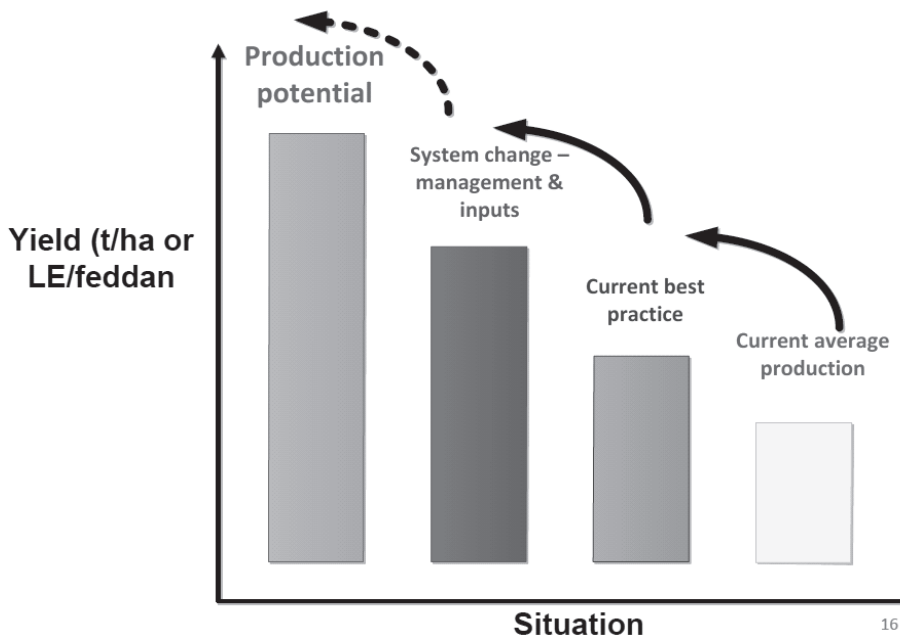 Production
potential
System change –
management &
inputs
Yield (t/ha or
LE/feddan
Current best
practice
Current average
production
Situation
16